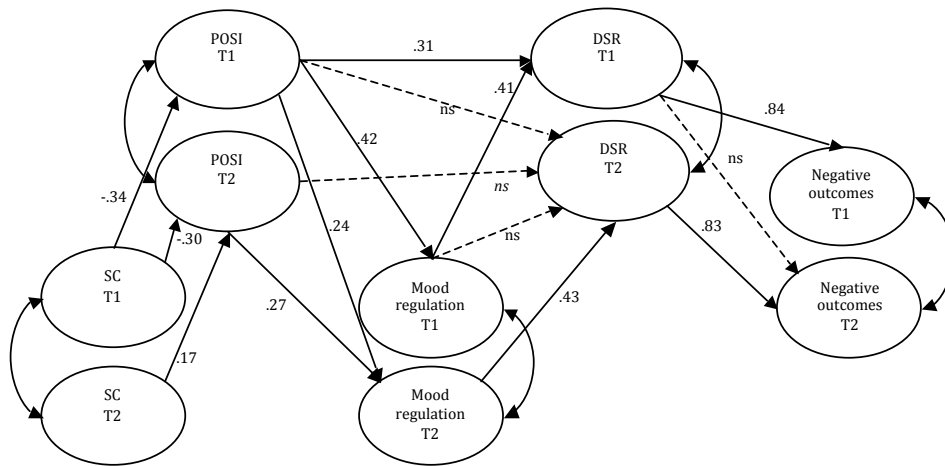 POSI
T1
DSR
T1
.31
.41
ns
.84
.42
POSI
T2
DSR
T2
ns
ns
Negative
outcomes
T1
-.34
-.30
.24
ns
.83
SC
T1
.27
Mood
regulation
T1
.43
Negative
outcomes
T2
.17
SC
T2
Mood
regulation
T2